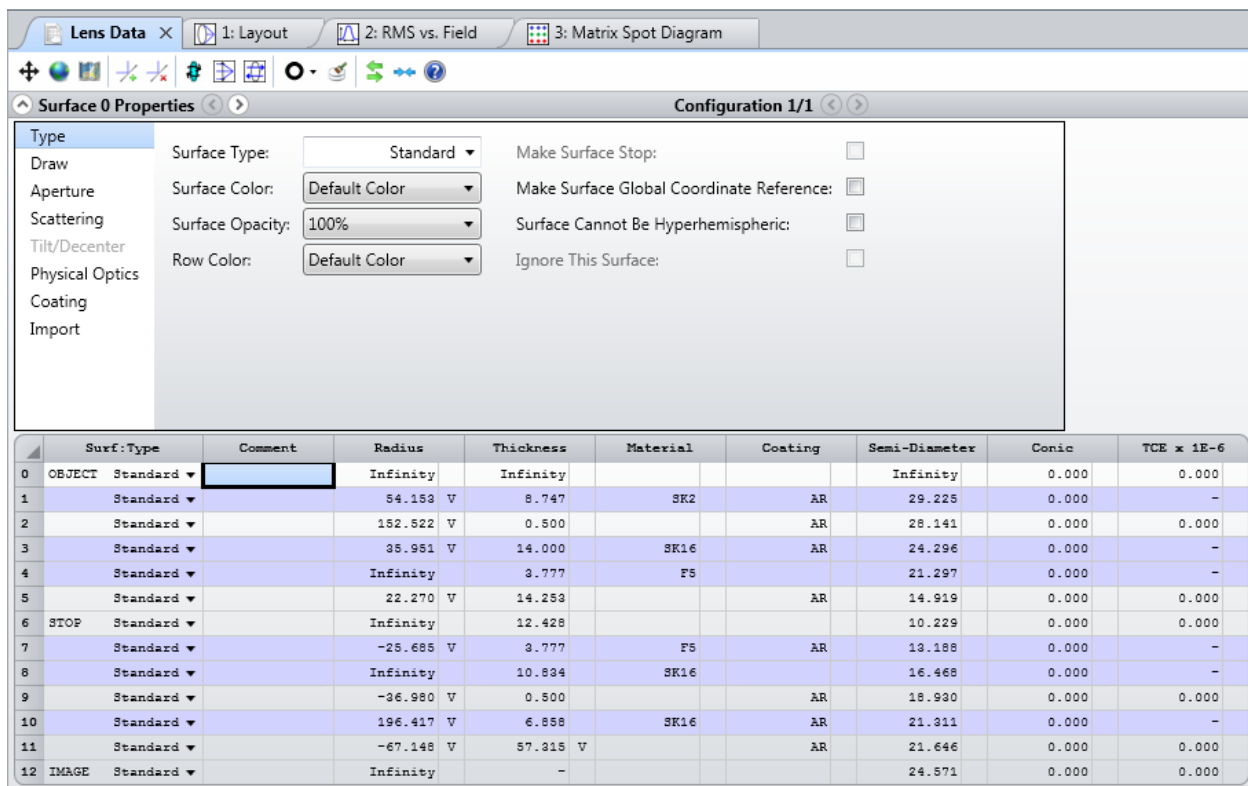 Lens Data × 1: Layout 2: RMS vs. Field 3: Matrix Spot Diagram
Surface 0 Properties Configuration 1/1
Type
Draw
Aperture
Scattering
Tilt/Decenter
Physical Optics
Coating
Import
Surface Type: Standard Make Surface Stop:
Surface Color: Default Color Make Surface Global Coordinate Reference:
Surface Opacity: 100% Surface Cannot Be Hyperhemispheric:
Row Color: Default Color Ignore This Surface:
Surf:Type Comment Radius Thickness Material Coating Semi-Diameter Conic TCE x 1E-6
0 OBJECT Standard Infinity Infinity Infinity 0.000 0.000
1 Standard 54.153 V 8.747 SK2 AR 29.225 0.000 -
2 Standard 152.522 V 0.500 AR 28.141 0.000 0.000
3 Standard 35.951 V 14.000 SK16 AR 24.296 0.000 -
4 Standard Infinity 3.777 F5 21.297 0.000 -
5 Standard 22.270 V 14.253 AR 14.919 0.000 0.000
6 STOP Standard Infinity 12.428 10.229 0.000 0.000
7 Standard -25.685 V 3.777 F5 AR 13.188 0.000 -
8 Standard Infinity 10.834 SK16 16.468 0.000 -
9 Standard -36.980 V 0.500 AR 18.930 0.000 0.000
10 Standard 196.417 V 6.858 SK16 AR 21.311 0.000 -
11 Standard -67.148 V 57.315 V AR 21.646 0.000 0.000
12 IMAGE Standard Infinity - 24.571 0.000 0.000